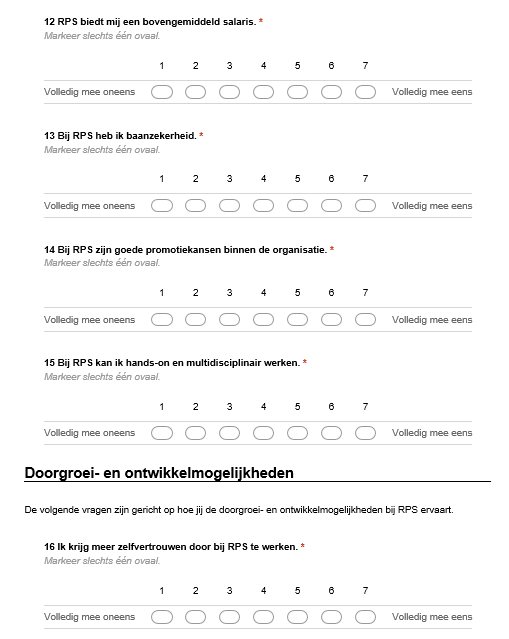 12 RPS biedt mij een bovengemiddeld salaris. *
Markeer slechts één ovaal.
1 2 3 4 5 6 7
Volledig mee oneens Volledig mee eens
13 Bij RPS heb ik baanzekerheid. *
Markeer slechts één ovaal.
1 2 3 4 5 6 7
Volledig mee oneens Volledig mee eens
14 Bij RPS zijn goede promotiekansen binnen de organisatie. *
Markeer slechts één ovaal.
1 2 3 4 5 6 7
Volledig mee oneens Volledig mee eens
15 Bij RPS kan ik hands-on en multidisciplinair werken. *
Markeer slechts één ovaal.
1 2 3 4 5 6 7
Volledig mee oneens Volledig mee eens
Doorgroei- en ontwikkelmogelijkheden
De volgende vragen zijn gericht op hoe jij de doorgroei- en ontwikkelmogelijkheden bij RPS ervaart.
16 Ik krijg meer zelfvertrouwen door bij RPS te werken. *
Markeer slechts één ovaal.
1 2 3 4 5 6 7
Volledig mee oneens Volledig mee eens